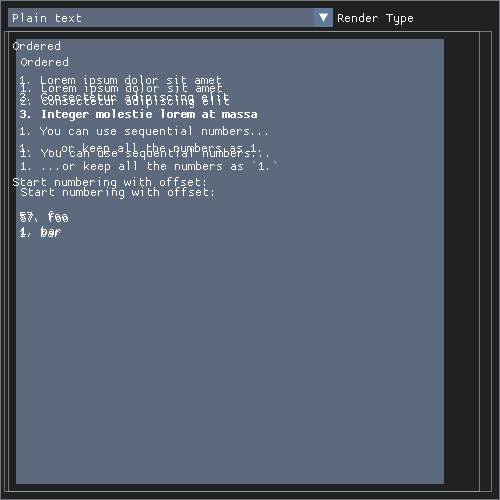 Plain text
Render Type
Ordered
Ordered
1. Lorem ipsum dolor sit amet
1. Lorem ipsum dolor sit amet
2. Consectetur adipiscing elit
2. Consectetur adipiscing elit
3. Integer molestie lorem at massa
1. You can use sequential numbers...
1. ...or keep all the numbers as 1.
1. You can use sequential numbers...
1. ...or keep all the numbers as `1.`
Start numbering with offset:
Start numbering with offset:
57. foo
57. foo
1. bar
bar